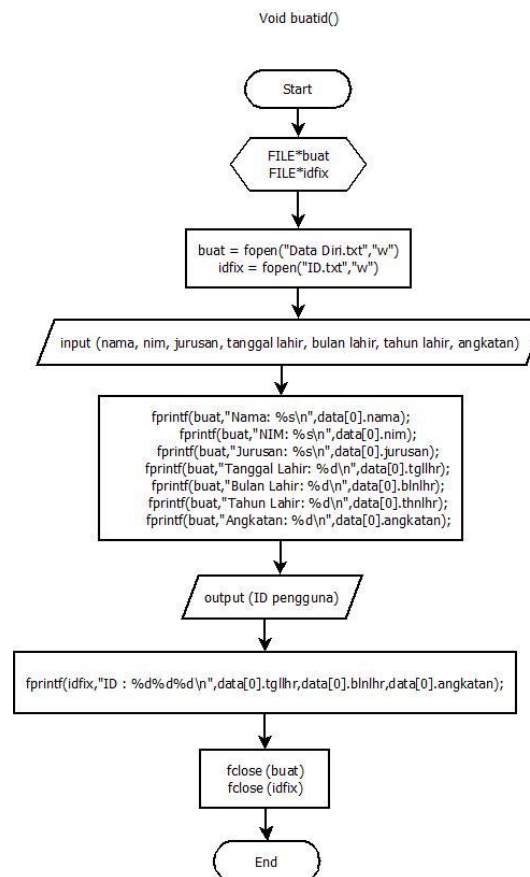 Void buatid()
Start
FILE*buat
FILE*idfix
buat = fopen("Data Diri.txt","w")
idfix = fopen("ID.txt","w")
input (nama, nim, jurusan, tanggal lahir, bulan lahir, tahun lahir, angkatan)
fprintf(buat,"Nama: %s\n",data[0].nama);
fprintf(buat,"NIM: %s\n",data[0].nim);
fprintf(buat,"Jurusan: %s\n",data[0].jurusan);
fprintf(buat,"Tanggal Lahir: %d\n",data[0].tgllhr);
fprintf(buat,"Bulan Lahir: %d\n",data[0].blnlhr);
fprintf(buat,"Tahun Lahir: %d\n",data[0].thnlhr);
fprintf(buat,"Angkatan: %d\n",data[0].angkatan);
output (ID pengguna)
fprintf(idfix,"ID : %d%d%d\n",data[0].tgllhr,data[0].blnlhr,data[0].angkatan);
fclose (buat)
fclose (idfix)
End